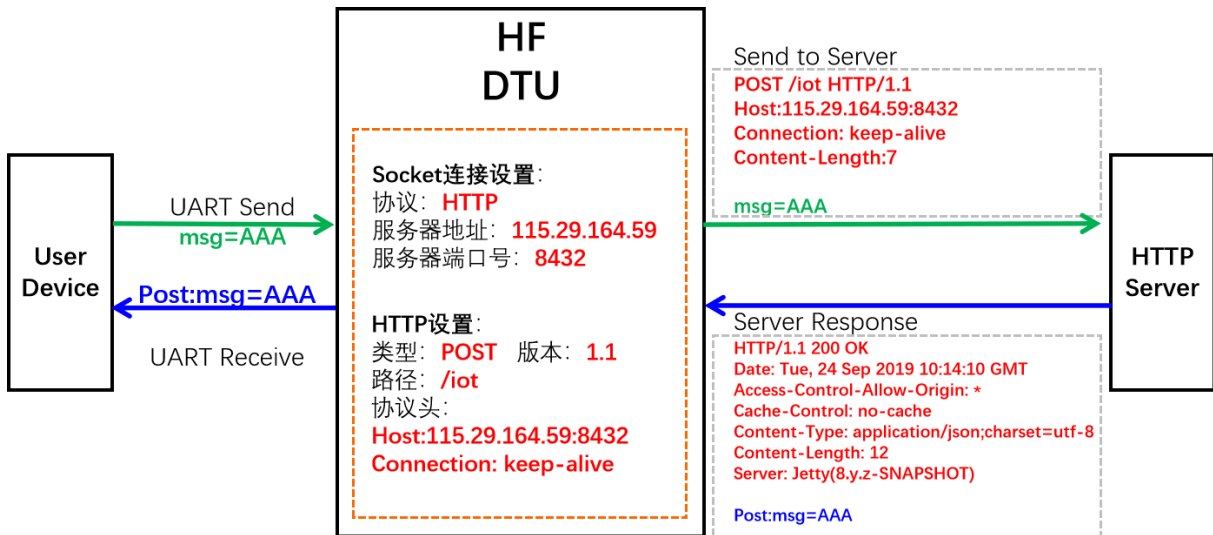 User
Device
UART Send
msg=AAA
Post:msg=AAA
UART Receive
HF
DTU
Socket连接设置：
协议：HTTP
服务器地址：115.29.164.59
服务器端口号：8432
HTTP设置：
类型：POST 版本：1.1
路径：/iot
协议头：
Host:115.29.164.59:8432
Connection: keep-alive
Send to Server
POST /iot HTTP/1.1
Host:115.29.164.59:8432
Connection: keep-alive
Content-Length:7
msg=AAA
Server Response
HTTP/1.1 200 OK
Date: Tue, 24 Sep 2019 10:14:10 GMT
Access-Control-Allow-Origin: *
Cache-Control: no-cache
Content-Type: application/json;charset=utf-8
Content-Length: 12
Server: Jetty(8.y.z-SNAPSHOT)
Post:msg=AAA
HTTP
Server